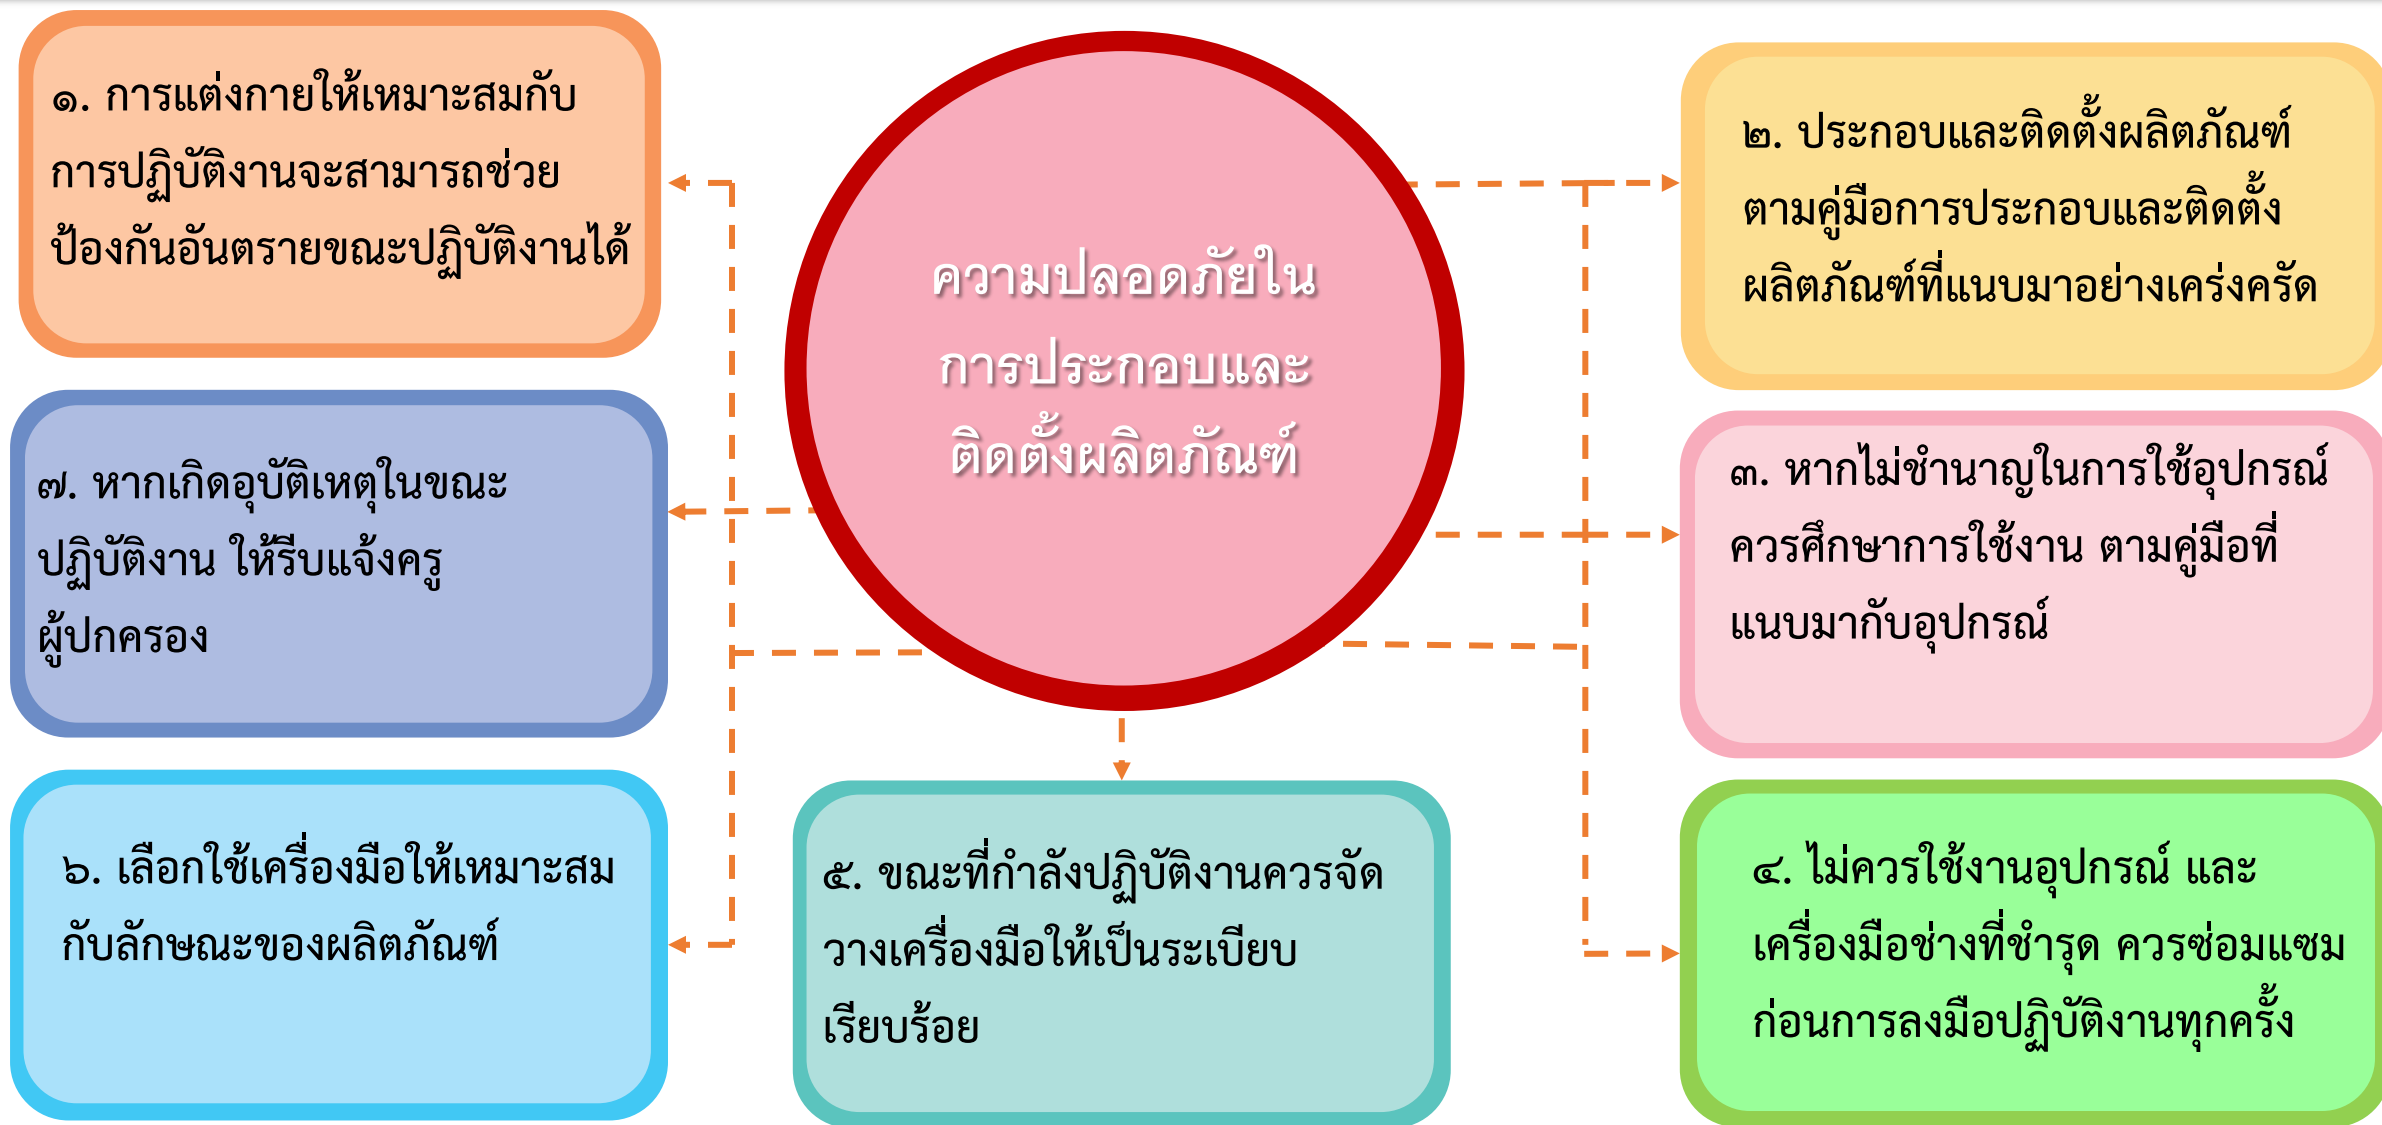 ความปลอดภัยใน
การประกอบและ
ติดตั้งผลิตภัณฑ์
๑. การแต่งกายให้เหมาะสมกับ
การปฏิบัติงานจะสามารถช่วย
ป้องกันอันตรายขณะปฏิบัติงานได้
๒. ประกอบและติดตั้งผลิตภัณฑ์
ตามคู่มือการประกอบและติดตั้ง
ผลิตภัณฑ์ที่แนบมาอย่างเคร่งครัด
๓. หากไม่ชำนาญในการใช้อุปกรณ์
ควรศึกษาการใช้งาน ตามคู่มือที่
แนบมากับอุปกรณ์
๔. ไม่ควรใช้งานอุปกรณ์ และ
เครื่องมือช่างที่ชำรุด ควรซ่อมแซม
ก่อนการลงมือปฏิบัติงานทุกครั้ง
๕. ขณะที่กำลังปฏิบัติงานควรจัด
วางเครื่องมือให้เป็นระเบียบ
เรียบร้อย
๖. เลือกใช้เครื่องมือให้เหมาะสม
กับลักษณะของผลิตภัณฑ์
๗. หากเกิดอุบัติเหตุในขณะ
ปฏิบัติงาน ให้รีบแจ้งครู
ผู้ปกครอง